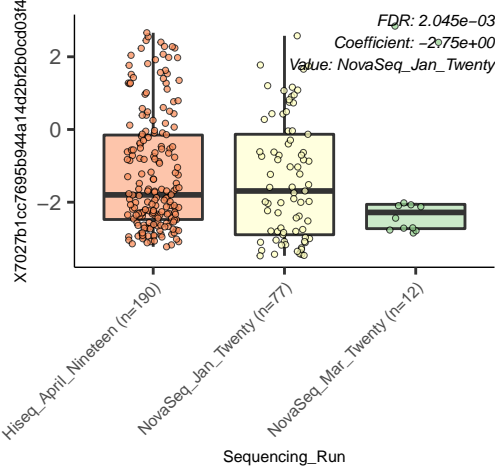 FDR: 2.045e−03
Coefficient: −2.75e+00
Value: NovaSeq_Jan_Twenty
X7027b1cc7695b944a14d2bf2b0cd03f4
2
0
−2
Hiseq_April_Nineteen (n=190)
NovaSeq_Jan_Twenty (n=77)
NovaSeq_Mar_Twenty (n=12)
Sequencing_Run